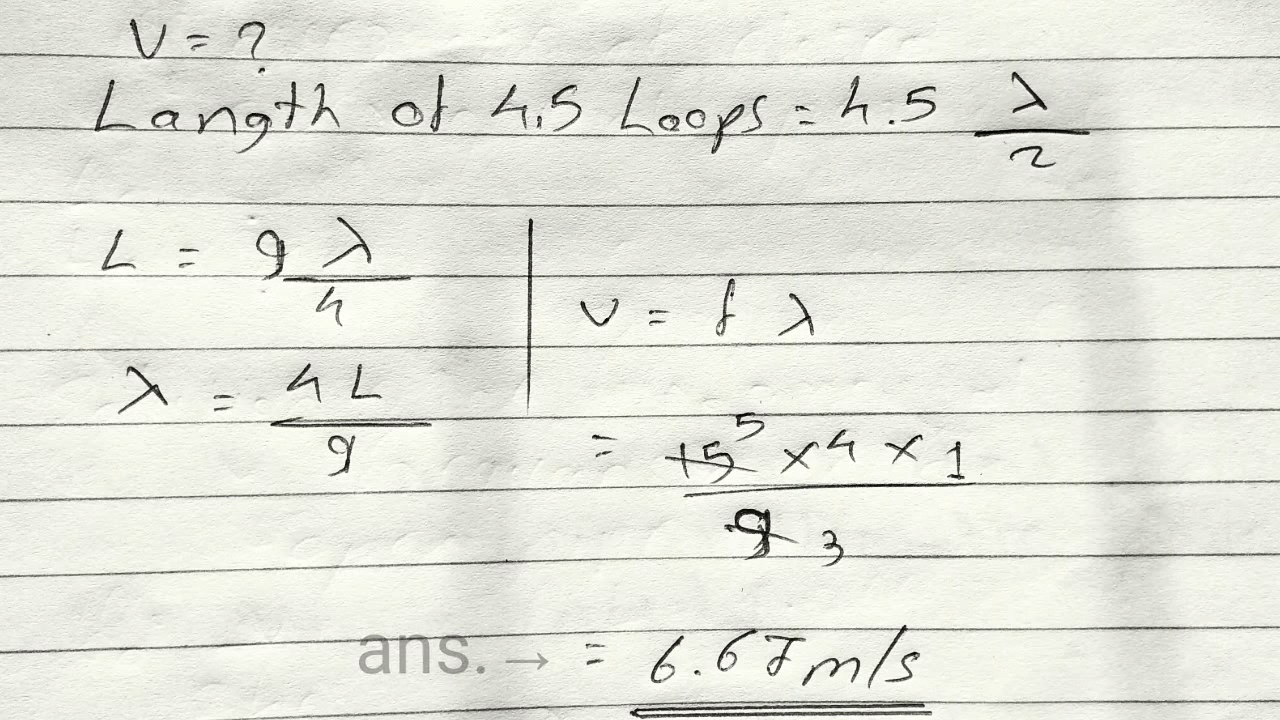 V = ?
Langth of 4.5 Loops = 4.5 λ/2
L = 9λ/4
λ = 4L/9
v = f λ
= 15 5 × 4 × 1 / 9 3
ans. → = 6.67 m/s